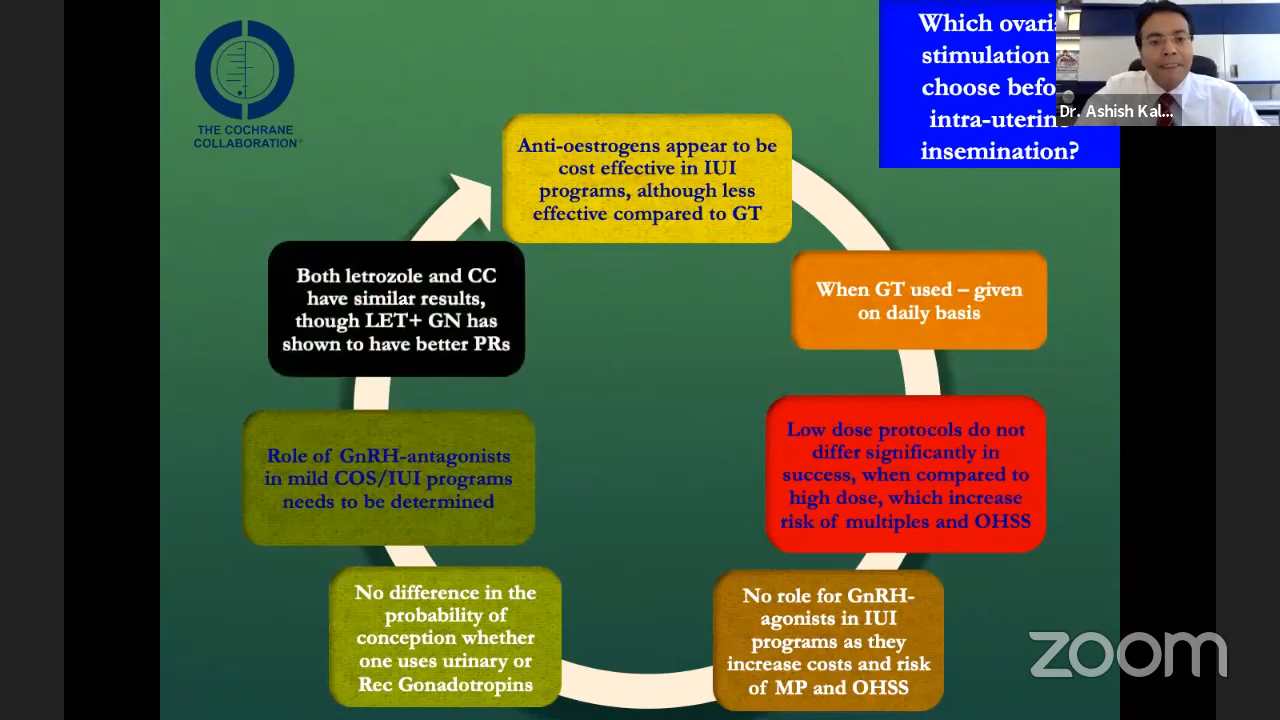 THE COCHRANE
COLLABORATION®
Which
stimulation
choose
intra-uterin
insemination?
Dr. Ashish Kal...
Anti-oestrogens appear to be
cost effective in IUI
programs, although less
effective compared to GT
When GT used – given
on daily basis
Low dose protocols do not
differ significantly in
success, when compared to
high dose, which increase
risk of multiples and OHSS
No role for GnRH-
agonists in IUI
programs as they
increase costs and risk
of MP and OHSS
No difference in the
probability of
conception whether
one uses urinary or
Rec Gonadotropins
Role of GnRH-antagonists
in mild COS/IUI programs
needs to be determined
Both letrozole and CC
have similar results,
though LET+ GN has
shown to have better PRs
zoom